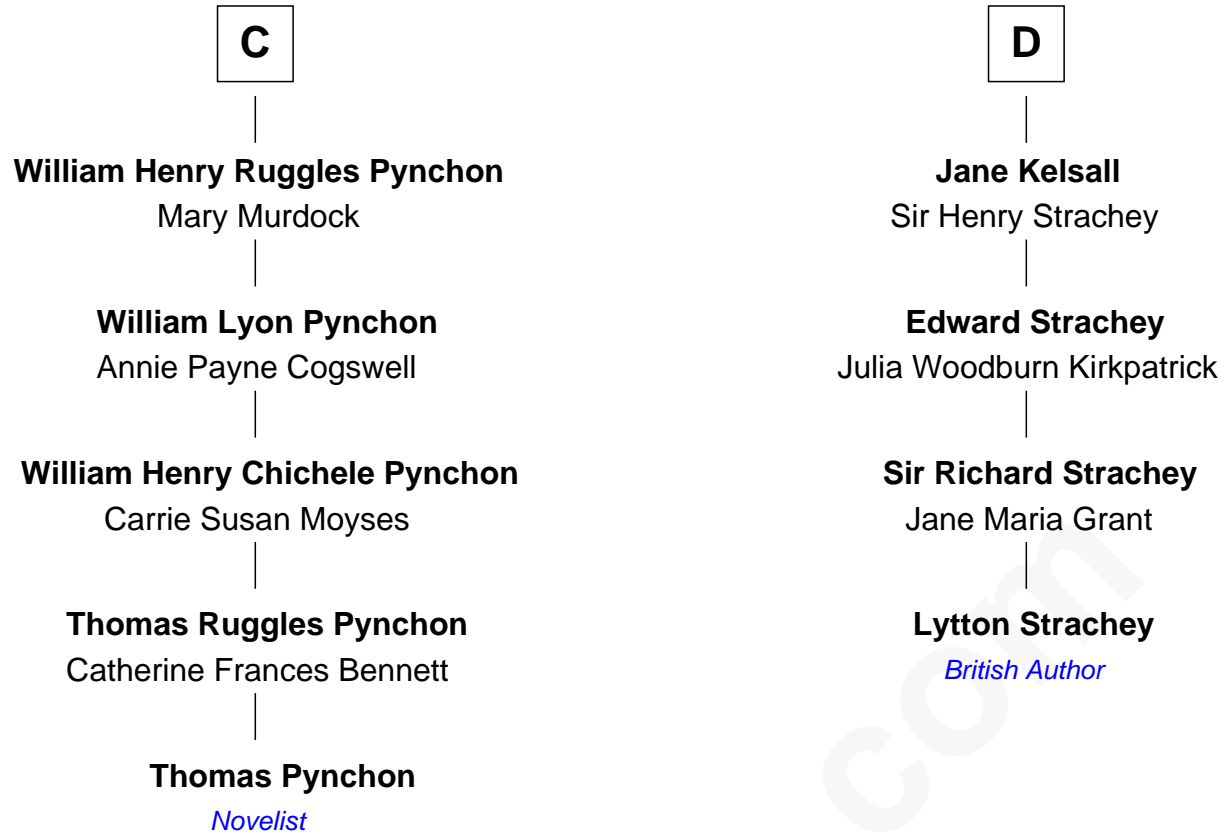 C
William Henry Ruggles Pynchon
Mary Murdock
William Lyon Pynchon
Annie Payne Cogswell
William Henry Chichele Pynchon
Carrie Susan Moyses
Thomas Ruggles Pynchon
Catherine Frances Bennett
Thomas Pynchon
Novelist
D
Jane Kelsall
Sir Henry Strachey
Edward Strachey
Julia Woodburn Kirkpatrick
Sir Richard Strachey
Jane Maria Grant
Lytton Strachey
British Author
com